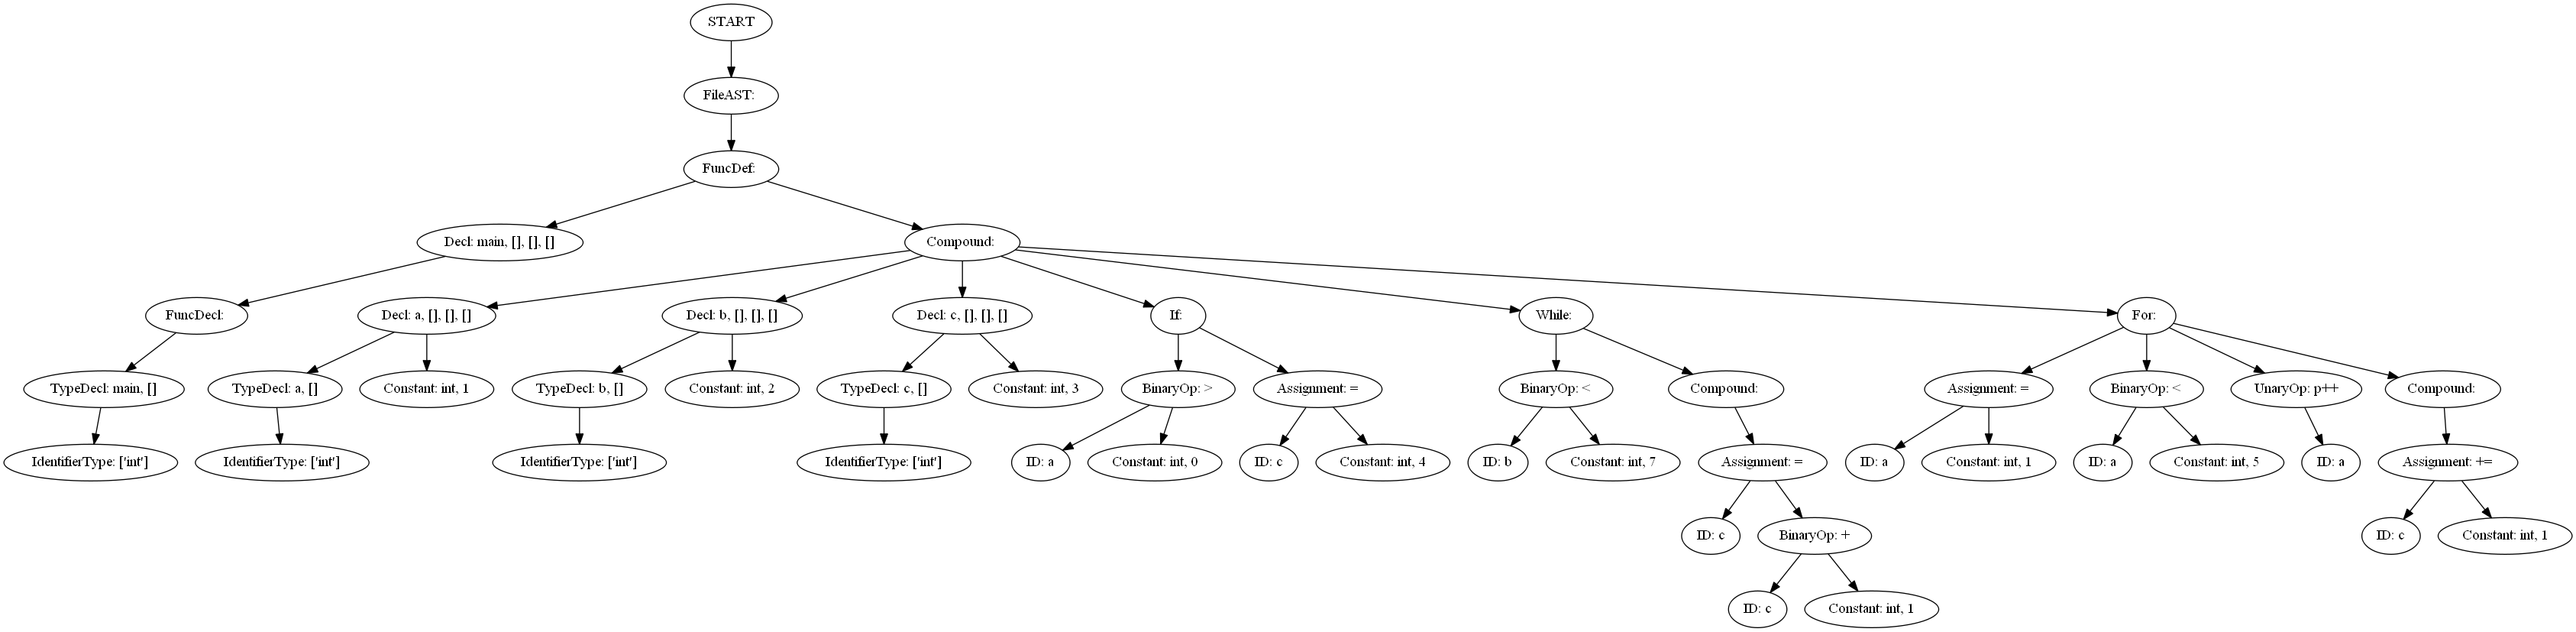 START
FileAST:
FuncDef:
Decl: main, [], [], []
Compound:
FuncDecl:
Decl: a, [], [], []
Decl: b, [], [], []
Decl: c, [], [], []
If:
While:
For:
TypeDecl: main, []
TypeDecl: a, []
Constant: int, 1
TypeDecl: b, []
Constant: int, 2
TypeDecl: c, []
Constant: int, 3
BinaryOp: >
Assignment: =
BinaryOp: <
Compound:
Assignment: =
BinaryOp: <
UnaryOp: p++
Compound:
IdentifierType: ['int']
IdentifierType: ['int']
IdentifierType: ['int']
IdentifierType: ['int']
ID: a
Constant: int, 0
ID: c
Constant: int, 4
ID: b
Constant: int, 7
Assignment: =
ID: a
Constant: int, 1
ID: a
Constant: int, 5
ID: a
Assignment: +=
ID: c
BinaryOp: +
ID: c
Constant: int, 1
ID: c
Constant: int, 1